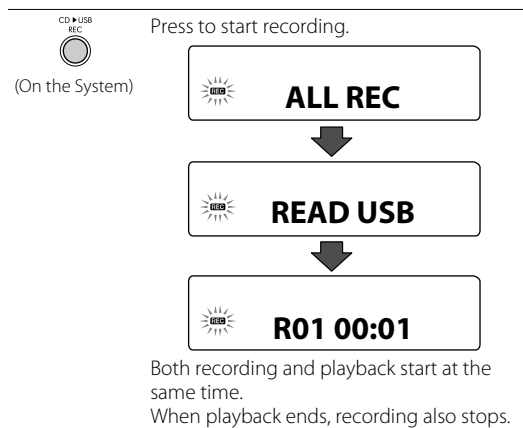 CD ▶ USB
REC
Press to start recording.
(On the System)
REC
ALL REC
REC
READ USB
REC
R01 00:01
Both recording and playback start at the
same time.
When playback ends, recording also stops.